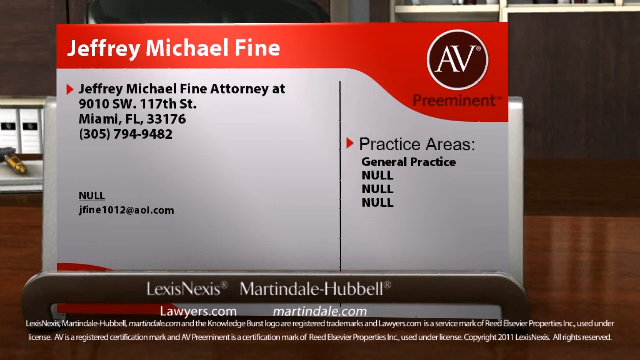 Jeffrey Michael Fine
AV®
Preeminent™
Jeffrey Michael Fine Attorney at
9010 SW. 117th St.
Miami, FL, 33176
(305) 794-9482
NULL
jfine1012@aol.com
Practice Areas:
General Practice
NULL
NULL
NULL
LexisNexis® Martindale-Hubbell®
Lawyers.com martindale.com
LexisNexis, Martindale-Hubbell, martindale.com and the Knowledge Burst logo are registered trademarks and Lawyers.com is a service mark of Reed Elsevier Properties Inc., used under
license. AV is a registered certification mark and AV Preeminent is a certification mark of Reed Elsevier Properties Inc., used under license. Copyright 2011 LexisNexis. All rights reserved.